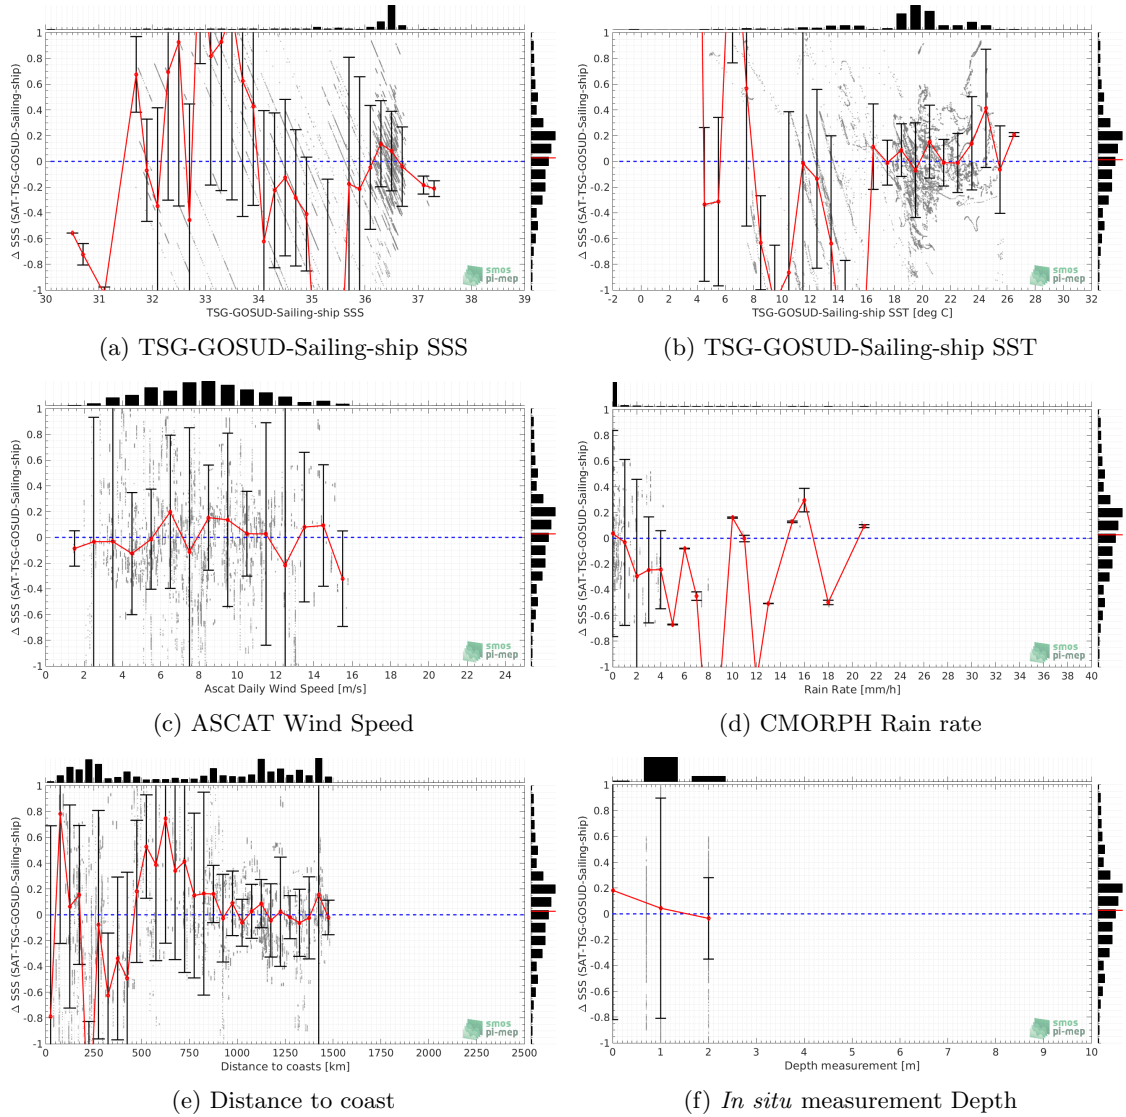 1
0.8
0.6
0.4
0.2
0
-0.2
-0.4
-0.6
-0.8
-1
Δ SSS (SAT-TSG-GOSUD-Sailing-ship)
30 31 32 33 34 35 36 37 38 39
TSG-GOSUD-Sailing-ship SSS
smos
pi-mep
(a) TSG-GOSUD-Sailing-ship SSS
1
0.8
0.6
0.4
0.2
0
-0.2
-0.4
-0.6
-0.8
-1
Δ SSS (SAT-TSG-GOSUD-Sailing-ship)
-2 0 2 4 6 8 10 12 14 16 18 20 22 24 26 28 30 32
TSG-GOSUD-Sailing-ship SST [deg C]
smos
pi-mep
(b) TSG-GOSUD-Sailing-ship SST
1
0.8
0.6
0.4
0.2
0
-0.2
-0.4
-0.6
-0.8
-1
Δ SSS (SAT-TSG-GOSUD-Sailing-ship)
0 2 4 6 8 10 12 14 16 18 20 22 24
Ascat Daily Wind Speed [m/s]
smos
pi-mep
(c) ASCAT Wind Speed
1
0.8
0.6
0.4
0.2
0
-0.2
-0.4
-0.6
-0.8
-1
Δ SSS (SAT-TSG-GOSUD-Sailing-ship)
0 2 4 6 8 10 12 14 16 18 20 22 24 26 28 30 32 34 36 38 40
Rain Rate [mm/h]
smos
pi-mep
(d) CMORPH Rain rate
1
0.8
0.6
0.4
0.2
0
-0.2
-0.4
-0.6
-0.8
-1
Δ SSS (SAT-TSG-GOSUD-Sailing-ship)
0 250 500 750 1000 1250 1500 1750 2000 2250 2500
Distance to coasts [km]
smos
pi-mep
(e) Distance to coast
1
0.8
0.6
0.4
0.2
0
-0.2
-0.4
-0.6
-0.8
-1
Δ SSS (SAT-TSG-GOSUD-Sailing-ship)
0 1 2 3 4 5 6 7 8 9 10
Depth measurement [m]
smos
pi-mep
(f) In situ measurement Depth